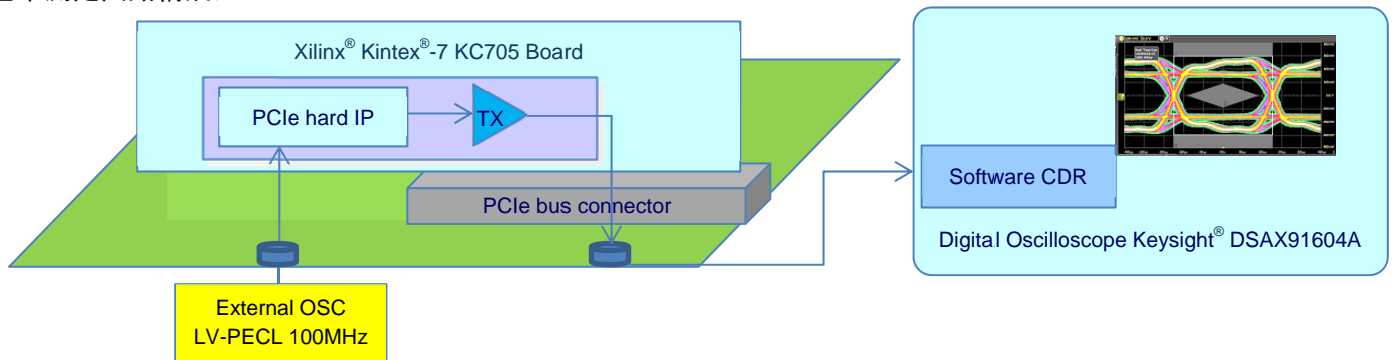 Xilinx® Kintex®-7 KC705 Board
PCIe hard IP
TX
PCIe bus connector
External OSC
LV-PECL 100MHz
Software CDR
Digital Oscilloscope Keysight® DSAX91604A